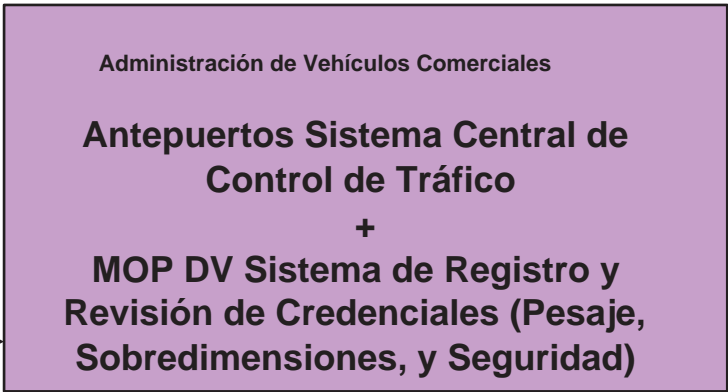 Administración de Vehículos Comerciales
Antepuertos Sistema Central de
Control de Tráfico
+
MOP DV Sistema de Registro y
Revisión de Credenciales (Pesaje,
Sobredimensiones, y Seguridad)